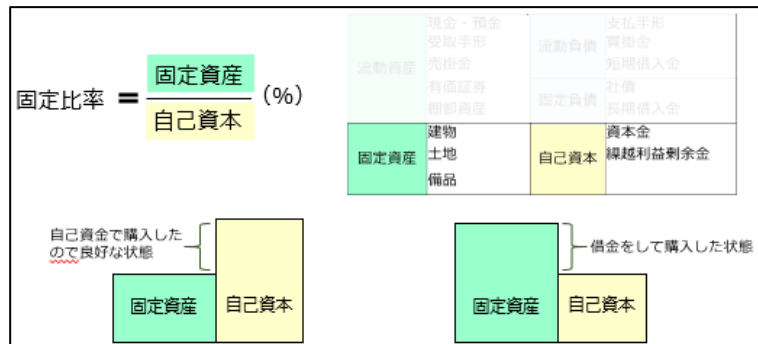 固定比率 = 固定資産 / 自己資本 (%)
流動資産
現金・預金
受取手形
売掛金
有価証券
棚卸資産
流動負債
支払手形
買掛金
短期借入金
固定負債
社債
長期借入金
固定資産
建物
土地
備品
自己資本
資本金
繰越利益剰余金
自己資金で購入した
ので良好な状態
固定資産
自己資本
借金をして購入した状態
固定資産
自己資本